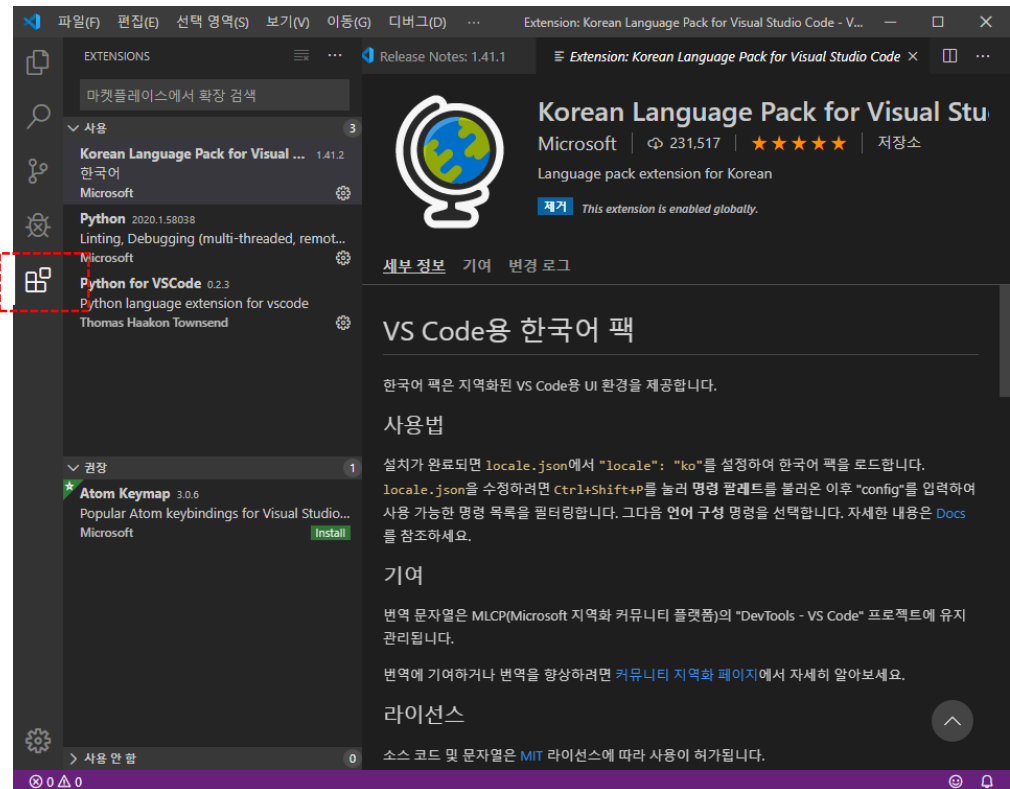 파일(F) 편집(E) 선택 영역(S) 보기(V) 이동(G) 디버그(D) ··· Extension: Korean Language Pack for Visual Studio Code - V...
EXTENSIONS
마켓플레이스에서 확장 검색
사용 3
Korean Language Pack for Visual ... 1.41.2
한국어
Microsoft
Python 2020.1.58038
Linting, Debugging (multi-threaded, remot...
Microsoft
Python for VSCode 0.2.3
Python language extension for vscode
Thomas Haakon Townsend
권장 1
Atom Keymap 3.0.6
Popular Atom keybindings for Visual Studio...
Microsoft Install
사용 안 함 0
Release Notes: 1.41.1 Extension: Korean Language Pack for Visual Studio Code
Korean Language Pack for Visual Stu
Microsoft 231,517 ★★★★★ 저장소
Language pack extension for Korean
제거 This extension is enabled globally.
세부 정보 기여 변경 로그
VS Code용 한국어 팩
한국어 팩은 지역화된 VS Code용 UI 환경을 제공합니다.
사용법
설치가 완료되면 locale.json에서 "locale": "ko"를 설정하여 한국어 팩을 로드합니다.
locale.json을 수정하려면 Ctrl+Shift+P를 눌러 명령 팔레트를 불러온 이후 "config"를 입력하여
사용 가능한 명령 목록을 필터링합니다. 그다음 언어 구성 명령을 선택합니다. 자세한 내용은 Docs
를 참조하세요.
기여
번역 문자열은 MLCP(Microsoft 지역화 커뮤니티 플랫폼)의 "DevTools - VS Code" 프로젝트에 유지
관리됩니다.
번역에 기여하거나 번역을 향상하려면 커뮤니티 지역화 페이지에서 자세히 알아보세요.
라이선스
소스 코드 및 문자열은 MIT 라이선스에 따라 사용이 허가됩니다.
0 0